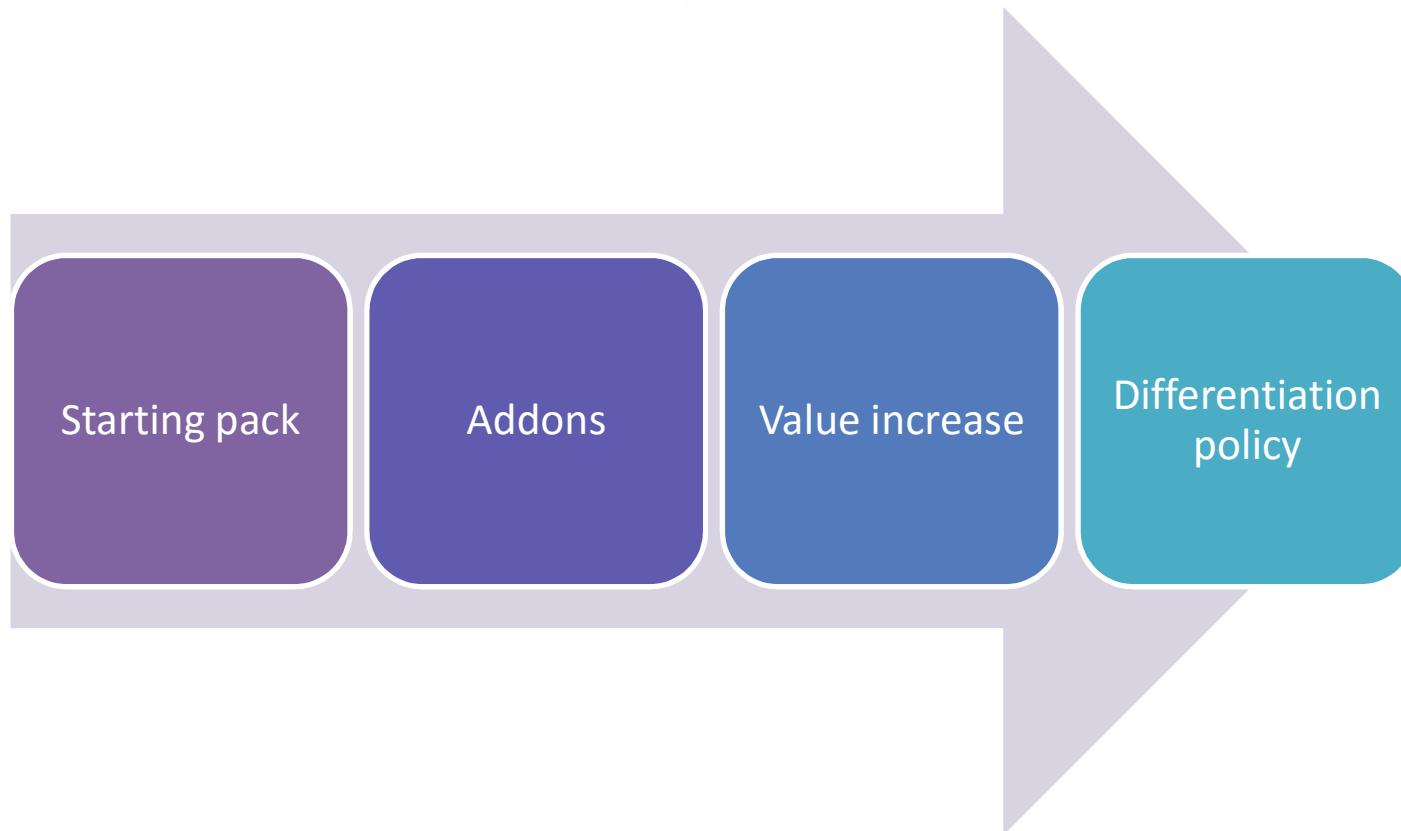 Starting pack
Addons
Value increase
Differentiation
policy